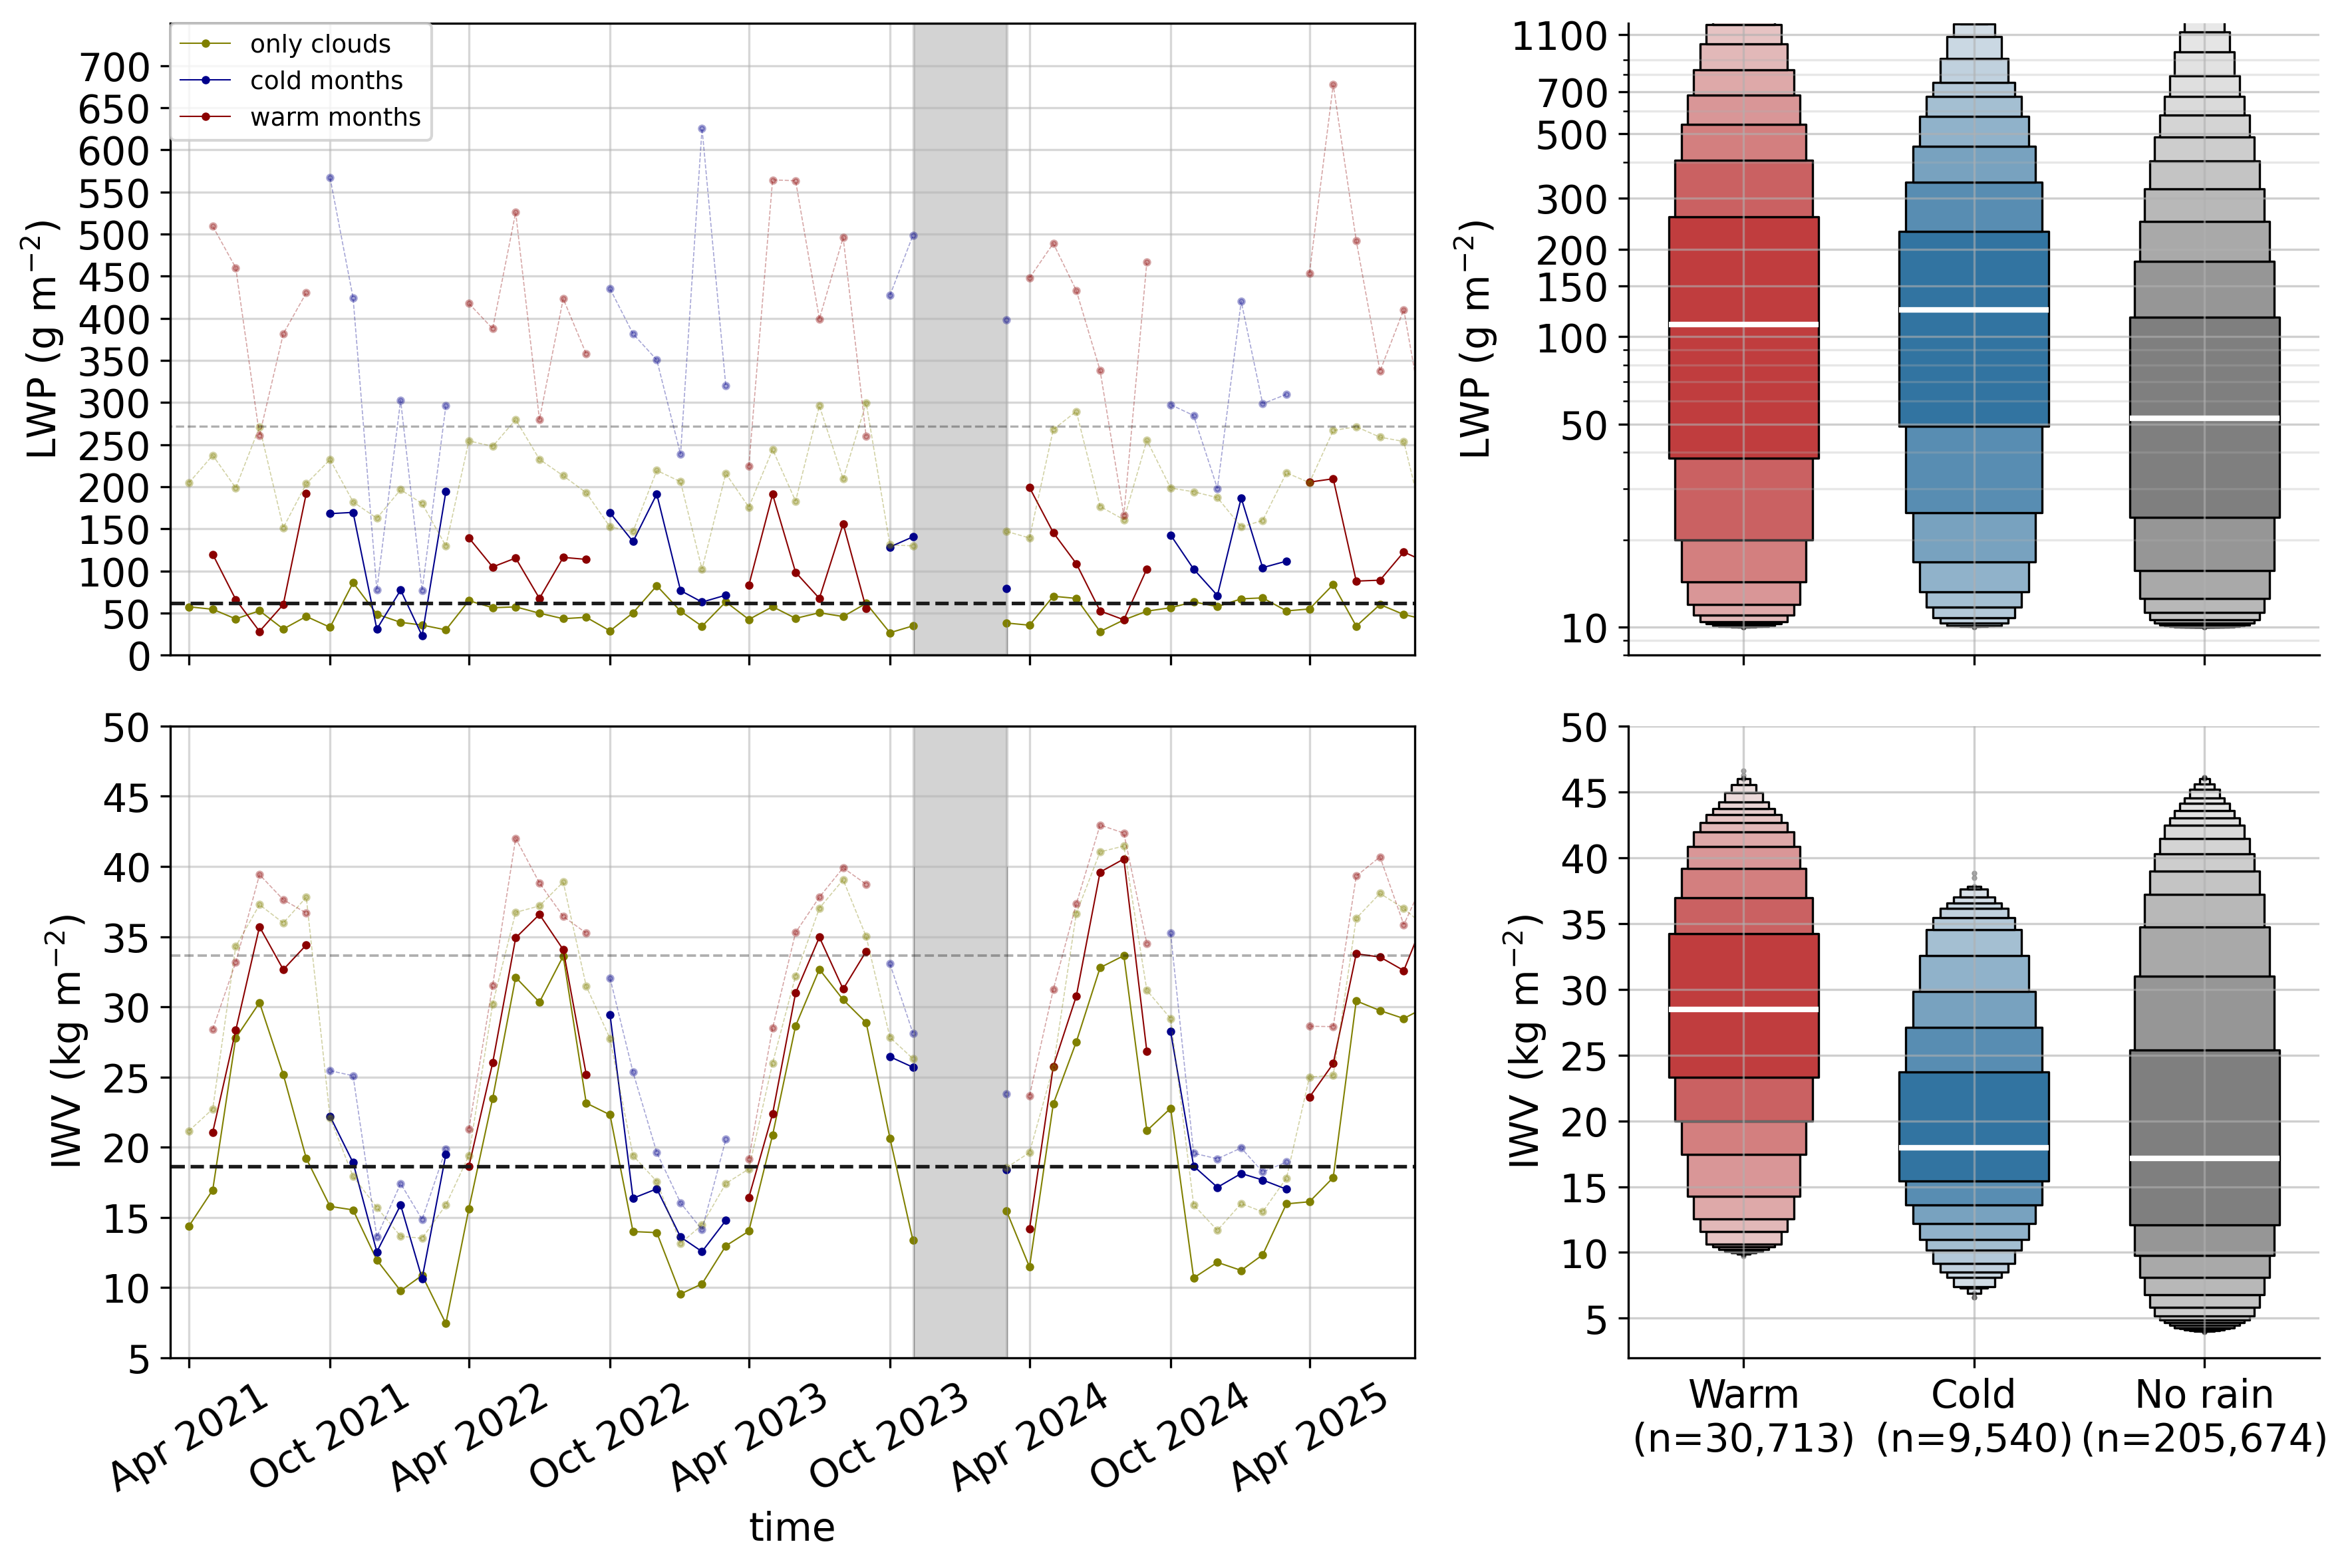 only clouds
cold months
warm months
700
650
600
550
500
450
400
350
300
250
200
150
100
50
0
LWP (g m⁻²)
1100
700
500
300
200
150
100
50
10
LWP (g m⁻²)
50
45
40
35
30
25
20
15
10
5
IWV (kg m⁻²)
Apr 2021
Oct 2021
Apr 2022
Oct 2022
Apr 2023
Oct 2023
Apr 2024
Oct 2024
Apr 2025
time
50
45
40
35
30
25
20
15
10
5
IWV (kg m⁻²)
Warm
(n=30,713)
Cold
(n=9,540)
No rain
(n=205,674)